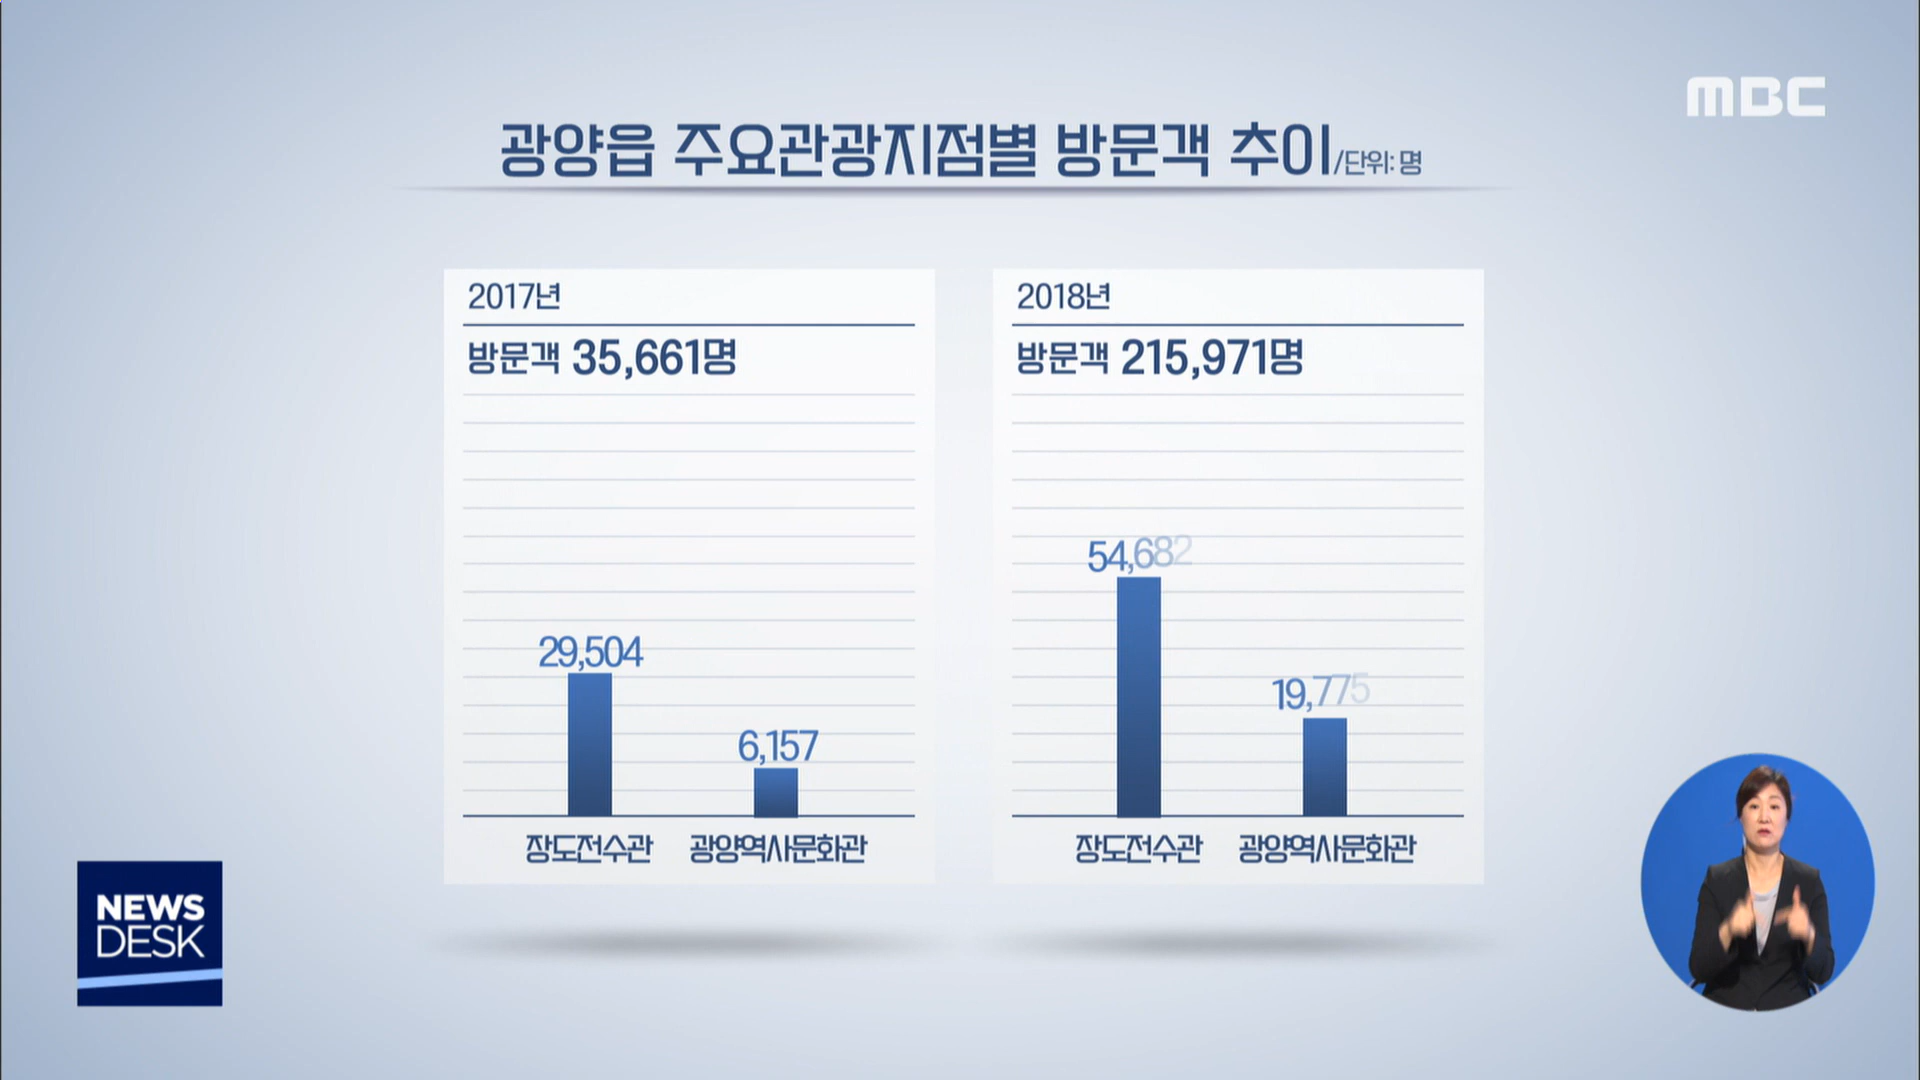 MBC
광양읍 주요관광지점별 방문객 추이/단위: 명
2017년
방문객 35,661명
29,504
6,157
장도전수관 광양역사문화관
2018년
방문객 215,971명
54,682
19,775
장도전수관 광양역사문화관
NEWS
DESK